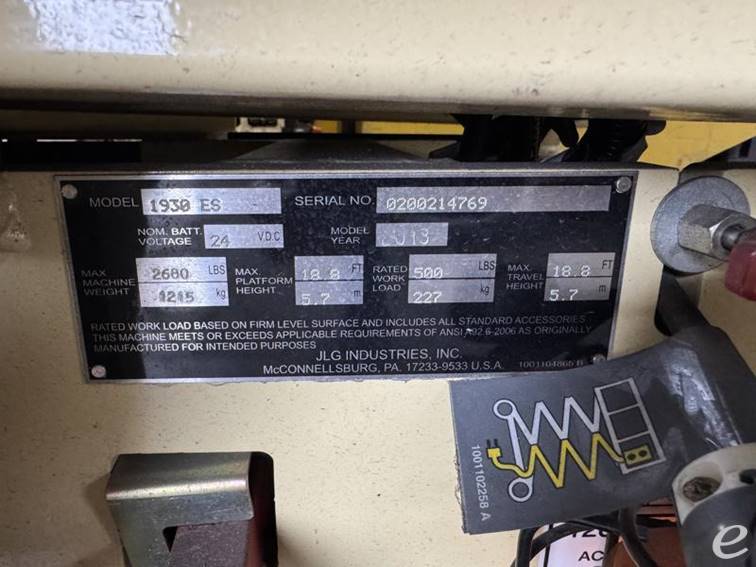 MODEL 1930 ES - SERIAL NO. 0200214769
NOM. BATT. VOLTAGE 24 V.D.C MODEL YEAR 2013
MAX MACHINE WEIGHT 2680 LBS 1215 kg
MAX. PLATFORM HEIGHT 18.8 FT 5.7 m
RATED WORK LOAD 500 LBS 227 kg
MAX. TRAVEL HEIGHT 18.8 FT 5.7 m
RATED WORK LOAD BASED ON FIRM LEVEL SURFACE AND INCLUDES ALL STANDARD ACCESSORIES
THIS MACHINE MEETS OR EXCEEDS APPLICABLE REQUIREMENTS OF ANSI A92.6-2006 AS ORIGINALLY
MANUFACTURED FOR INTENDED PURPOSES
JLG INDUSTRIES, INC.
McCONNELLSBURG, PA. 17233-9533 U.S.A. 1001104865 B
1001102258 A
AC
e